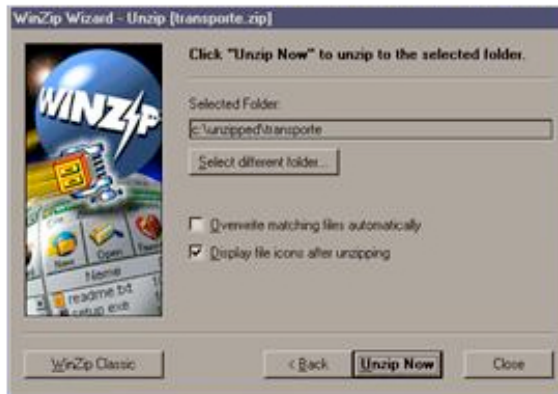 WinZip Wizard - Unzip [transporte.zip]
Click "Unzip Now" to unzip to the selected folder.
WINZIP
Selected Folder:
c:\unzipped\transporte
Select different folder...
Overwrite matching files automatically
Display file icons after unzipping
New Open
Name
readme.txt
setup.exe
WinZip Classic
< Back
Unzip Now
Close